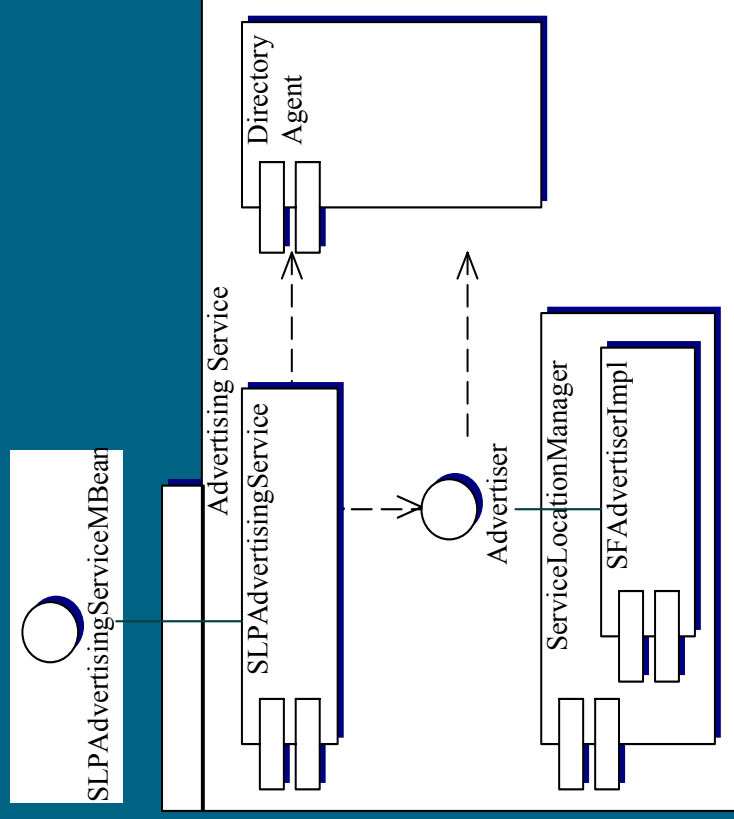 SLPAdvertisingServiceMBean
Advertising Service
SLPAdvertisingService
Directory
Agent
Advertiser
ServiceLocationManager
SFAdvertiserImpl